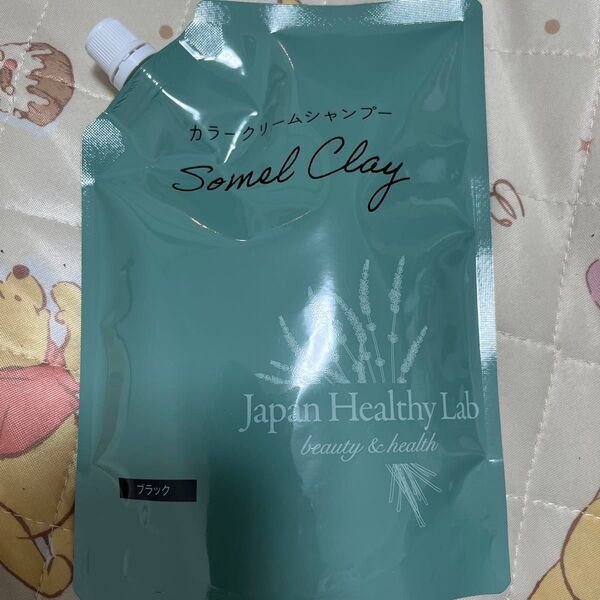 カラークリームシャンプー
Somel Clay
Japan Healthy Lab
beauty & health
ブラック